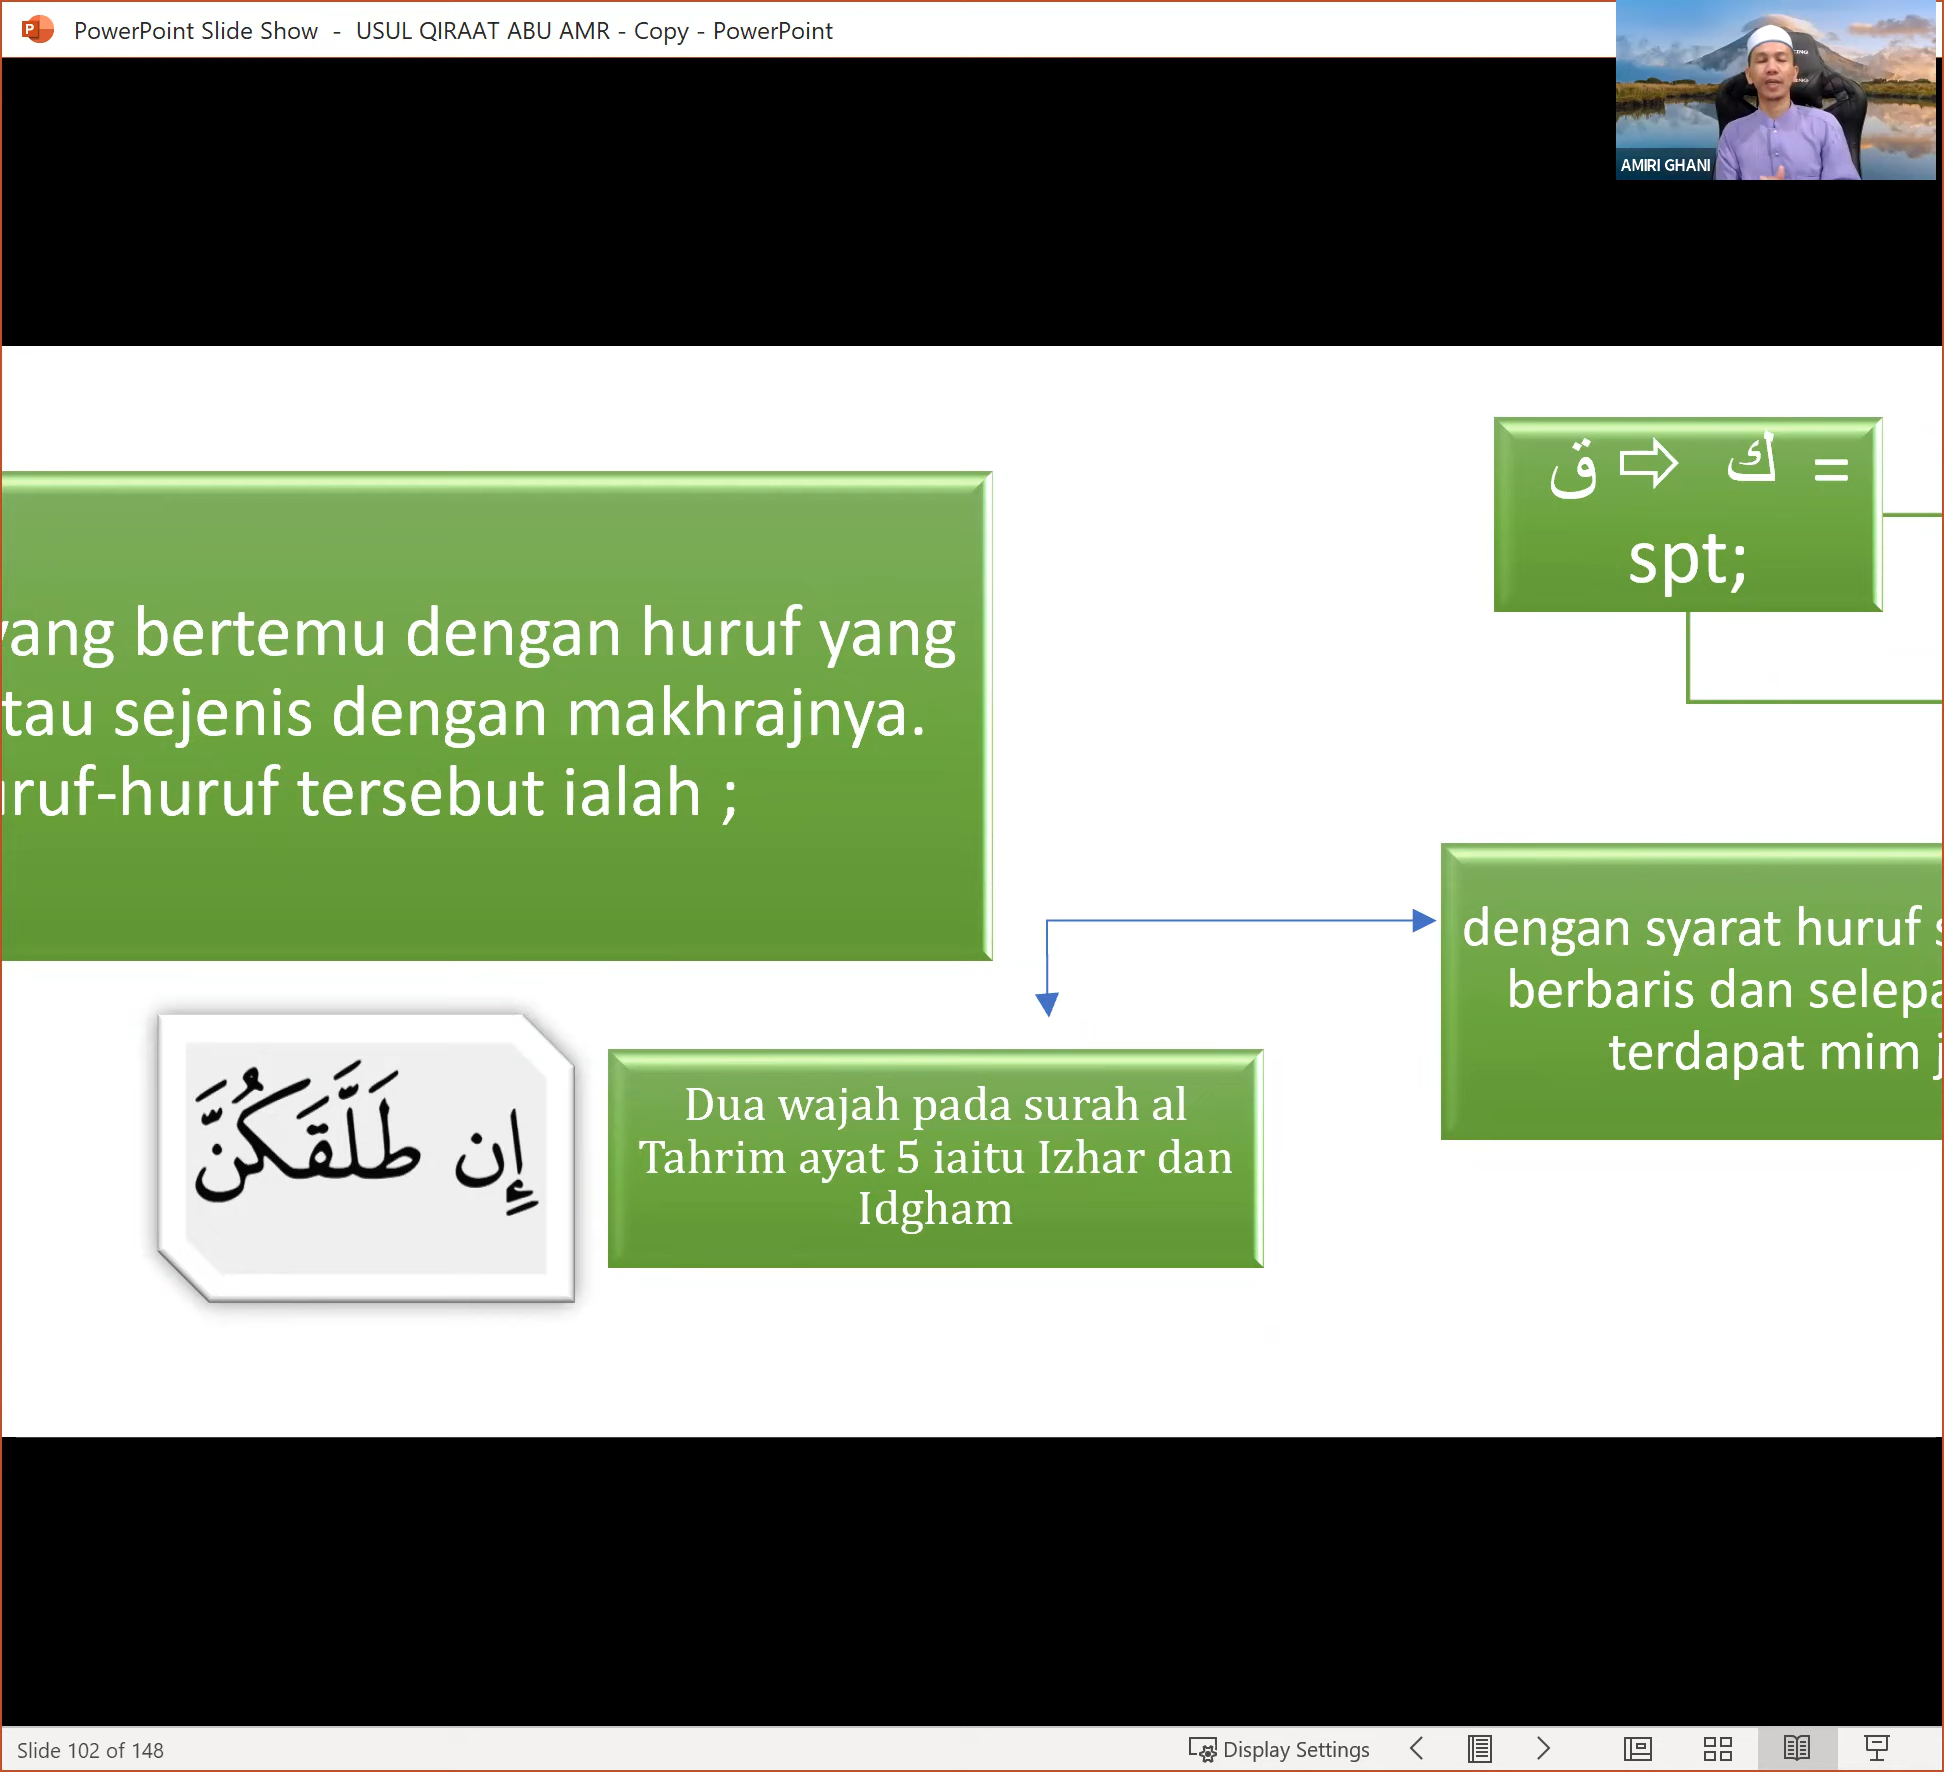 PowerPoint Slide Show - USUL QIRAAT ABU AMR - Copy - PowerPoint
AMIRI GHANI
ق ⇨ ك =
spt;
yang bertemu dengan huruf yang
tau sejenis dengan makhrajnya.
ruf-huruf tersebut ialah ;
dengan syarat huruf
berbaris dan selepa
terdapat mim
إِن طَلَّقَكُنَّ
Dua wajah pada surah al
Tahrim ayat 5 iaitu Izhar dan
Idgham
Slide 102 of 148
Display Settings